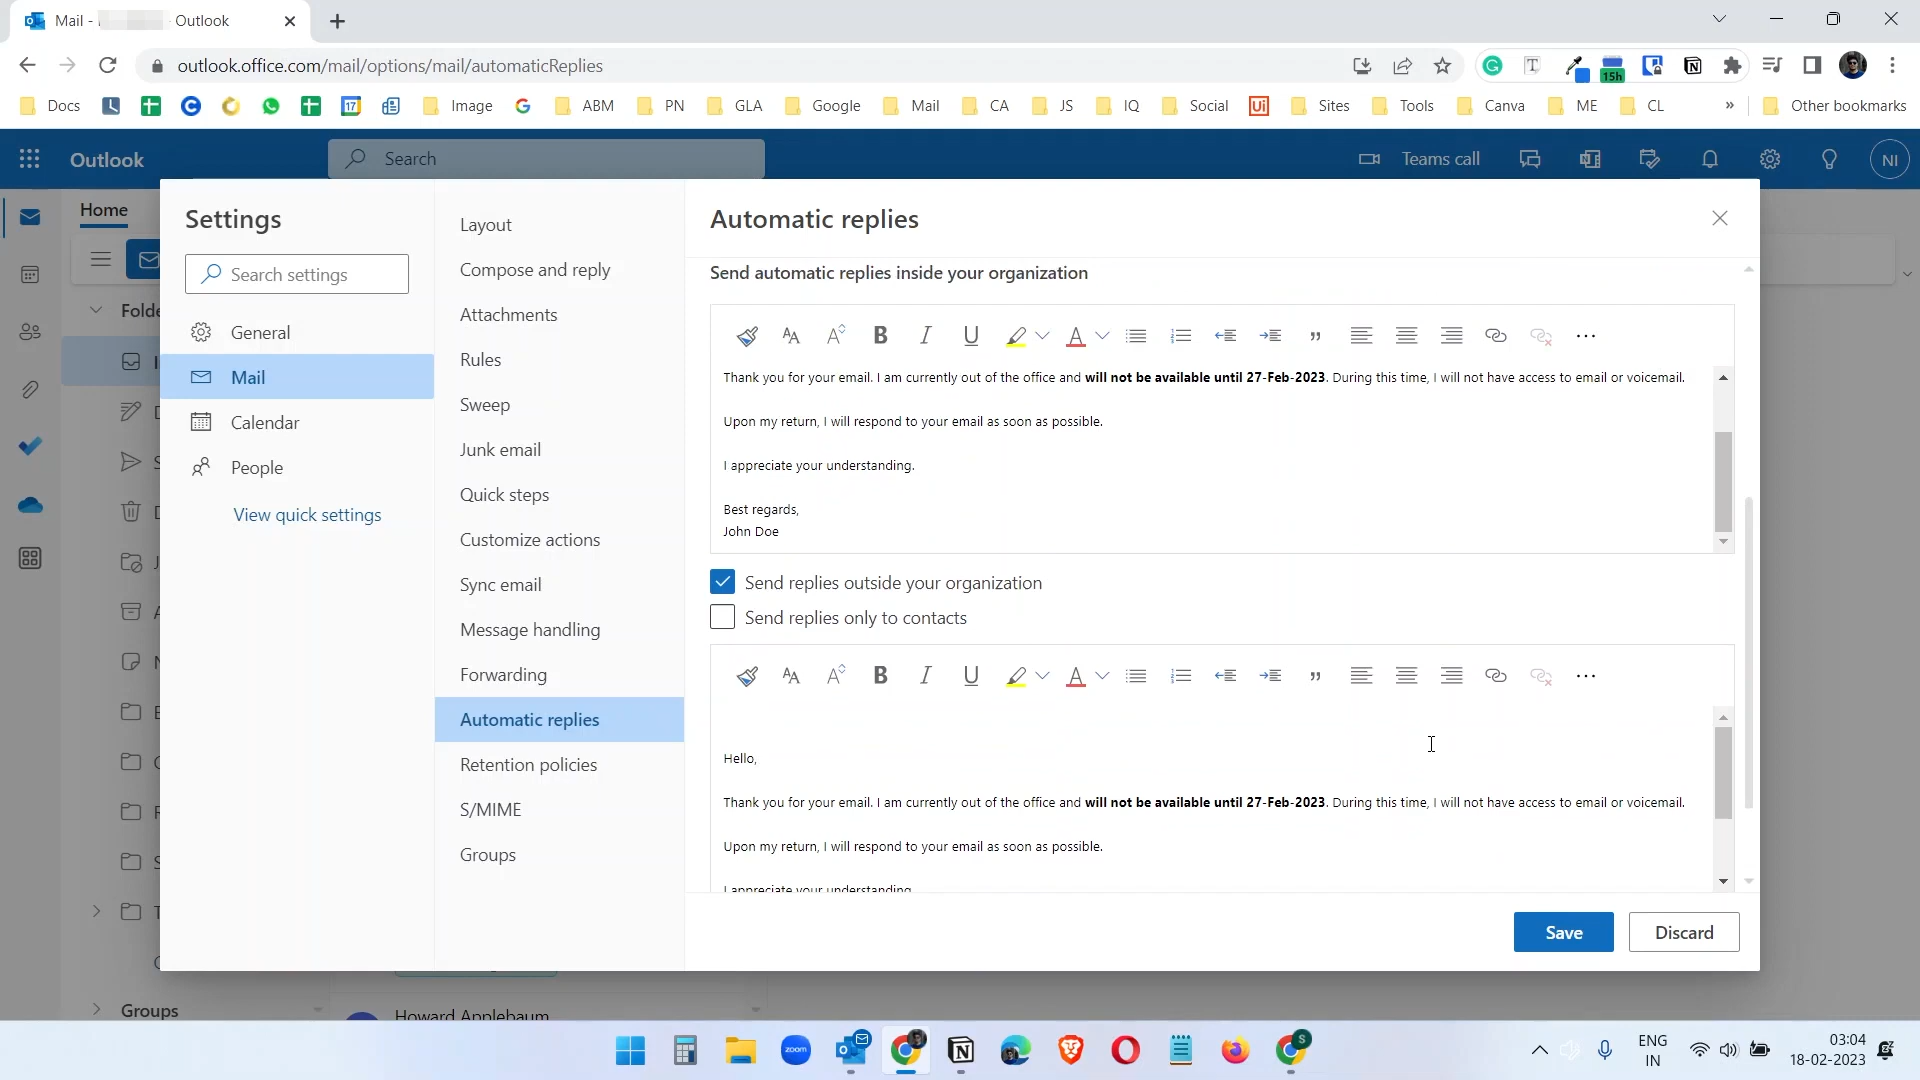 Mail - Outlook
outlook.office.com/mail/options/mail/automaticReplies
15h
Docs 17 Image ABM PN GLA Google Mail CA JS IQ Social Ui Sites Tools Canva ME CL » Other bookmarks
Outlook Search Teams call NI
Home
Settings
Search settings
General
Mail
Calendar
People
View quick settings
Layout
Compose and reply
Attachments
Rules
Sweep
Junk email
Quick steps
Customize actions
Sync email
Message handling
Forwarding
Automatic replies
Retention policies
S/MIME
Groups
Automatic replies
Send automatic replies inside your organization
Thank you for your email. I am currently out of the office and will not be available until 27-Feb-2023. During this time, I will not have access to email or voicemail.
Upon my return, I will respond to your email as soon as possible.
I appreciate your understanding.
Best regards,
John Doe
Send replies outside your organization
Send replies only to contacts
Hello,
Thank you for your email. I am currently out of the office and will not be available until 27-Feb-2023. During this time, I will not have access to email or voicemail.
Upon my return, I will respond to your email as soon as possible.
I appreciate your understanding
Save Discard
Groups
Howard Applebaum
zoom
S
ENG
IN
03:04
18-02-2023